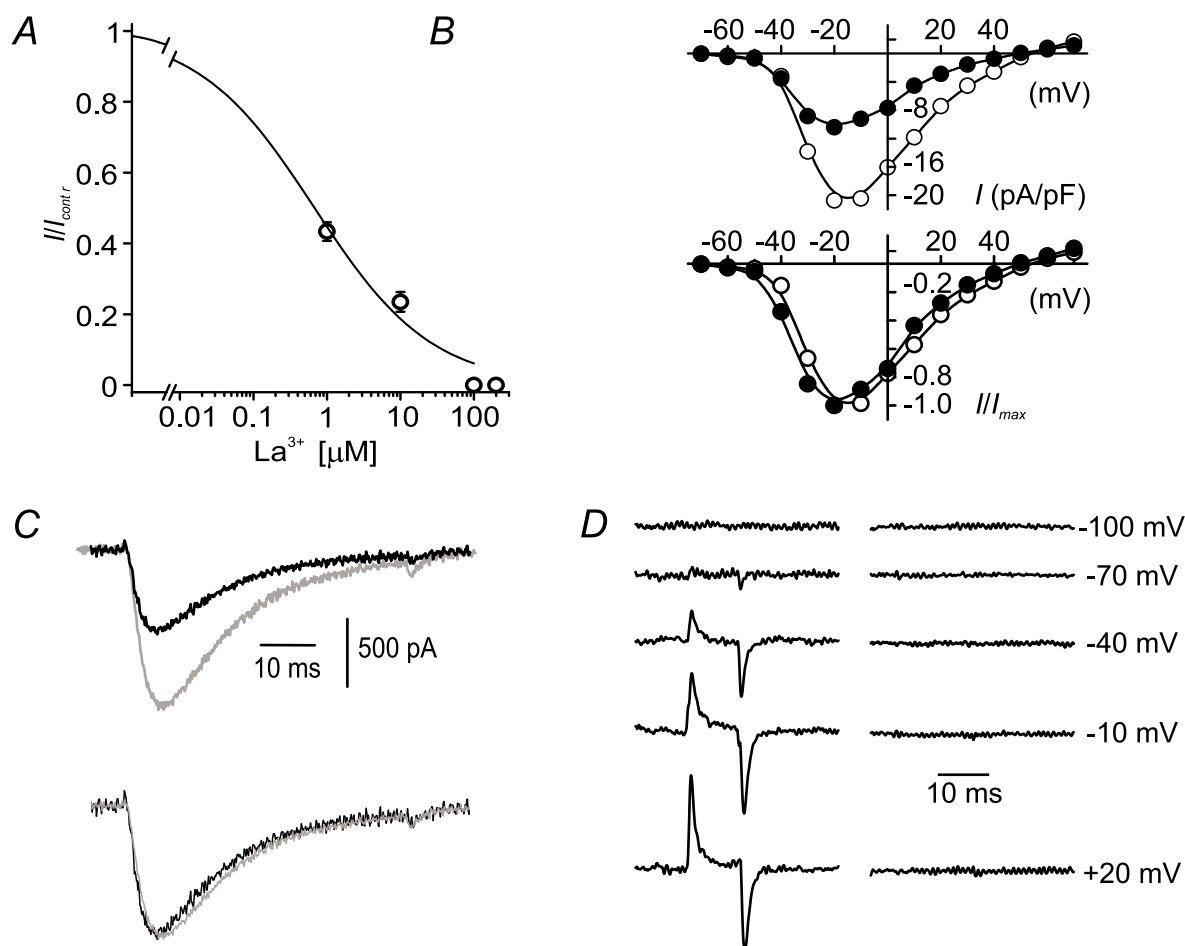 A
1
0.8
0.6
0.4
0.2
0
I/Icontr
0.01 0.1 1 10 100
La3+ [μM]
B
-60 -40 -20 20 40
(mV)
-8
-16
-20
I (pA/pF)
-60 -40 -20 20 40
-0.2
(mV)
-0.8
-1.0
I/Imax
C
10 ms
500 pA
D
-100 mV
-70 mV
-40 mV
-10 mV
10 ms
+20 mV